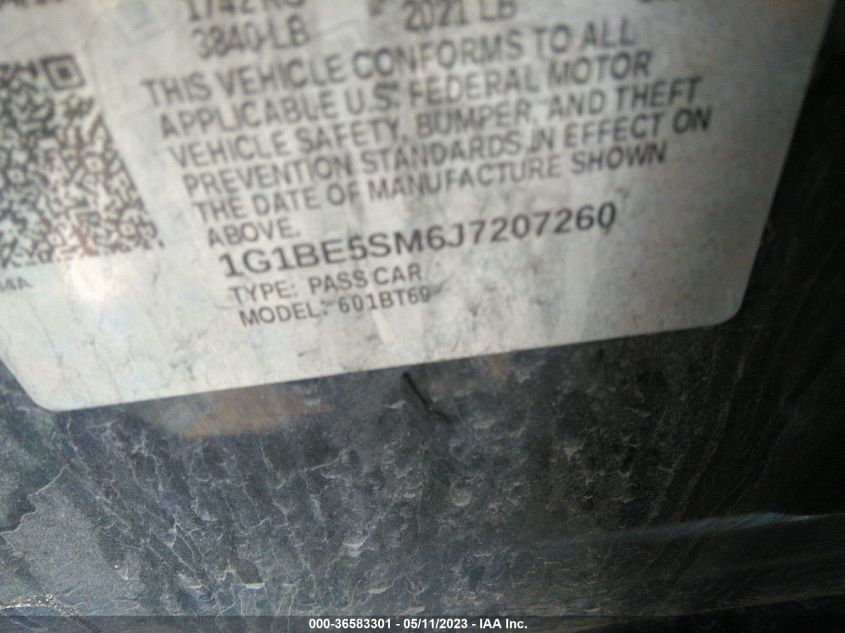 1742 KG
3840 LB 2021 LB
THIS VEHICLE CONFORMS TO ALL
APPLICABLE U.S. FEDERAL MOTOR
VEHICLE SAFETY, BUMPER, AND THEFT
PREVENTION STANDARDS IN EFFECT ON
THE DATE OF MANUFACTURE SHOWN
ABOVE.
1G1BE5SM6J7207260
TYPE: PASS CAR
MODEL: 601BT69
000-36583301 - 05/11/2023 - IAA Inc.